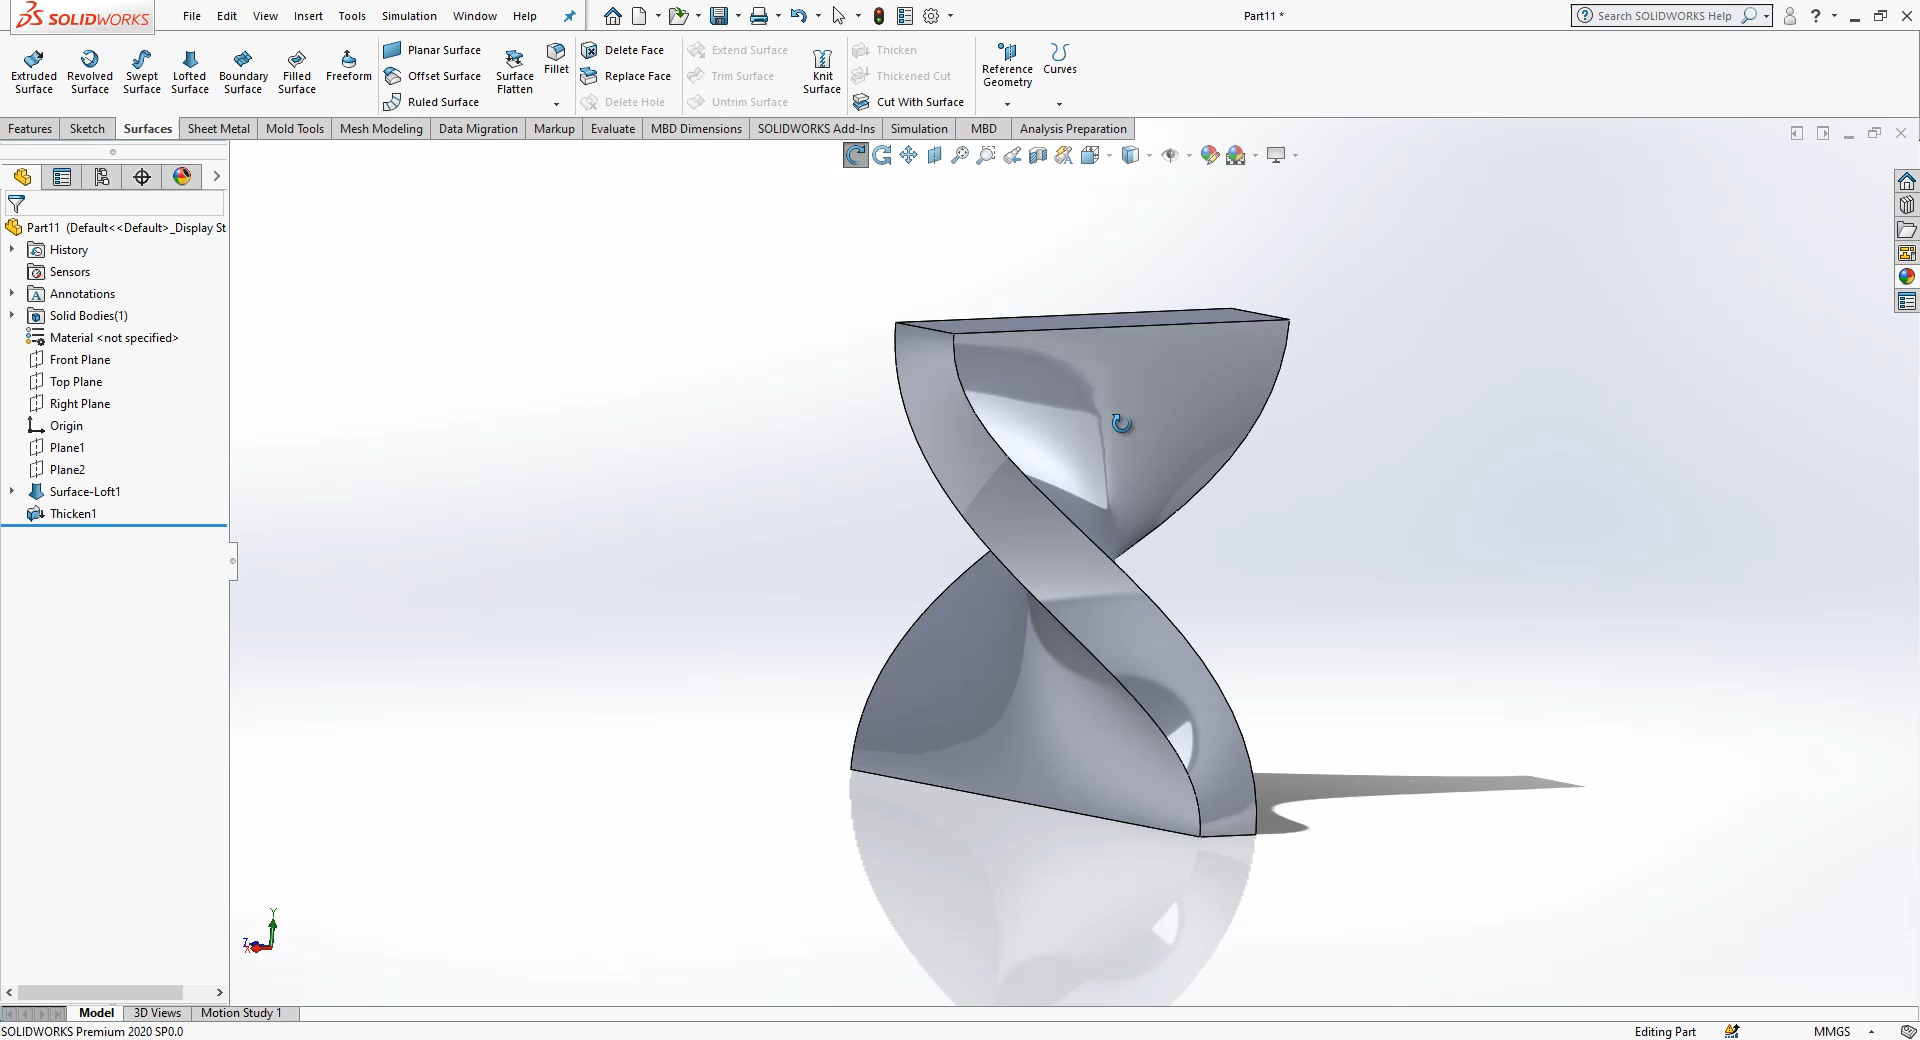 SOLIDWORKS File Edit View Insert Tools Simulation Window Help Part11 * Search SOLIDWORKS Help ?
Extruded Surface
Revolved Surface
Swept Surface
Lofted Surface
Boundary Surface
Filled Surface
Freeform
Planar Surface
Offset Surface
Ruled Surface
Surface Flatten
Fillet
Delete Face
Replace Face
Delete Hole
Extend Surface
Trim Surface
Untrim Surface
Knit Surface
Thicken
Thickened Cut
Cut With Surface
Reference Geometry
Curves
Features Sketch Surfaces Sheet Metal Mold Tools Mesh Modeling Data Migration Markup Evaluate MBD Dimensions SOLIDWORKS Add-Ins Simulation MBD Analysis Preparation
Part11 (Default<<Default>_Display St
History
Sensors
Annotations
Solid Bodies(1)
Material <not specified>
Front Plane
Top Plane
Right Plane
Origin
Plane1
Plane2
Surface-Loft1
Thicken1
Y
Z X
Model 3D Views Motion Study 1
SOLIDWORKS Premium 2020 SP0.0 Editing Part MMGS